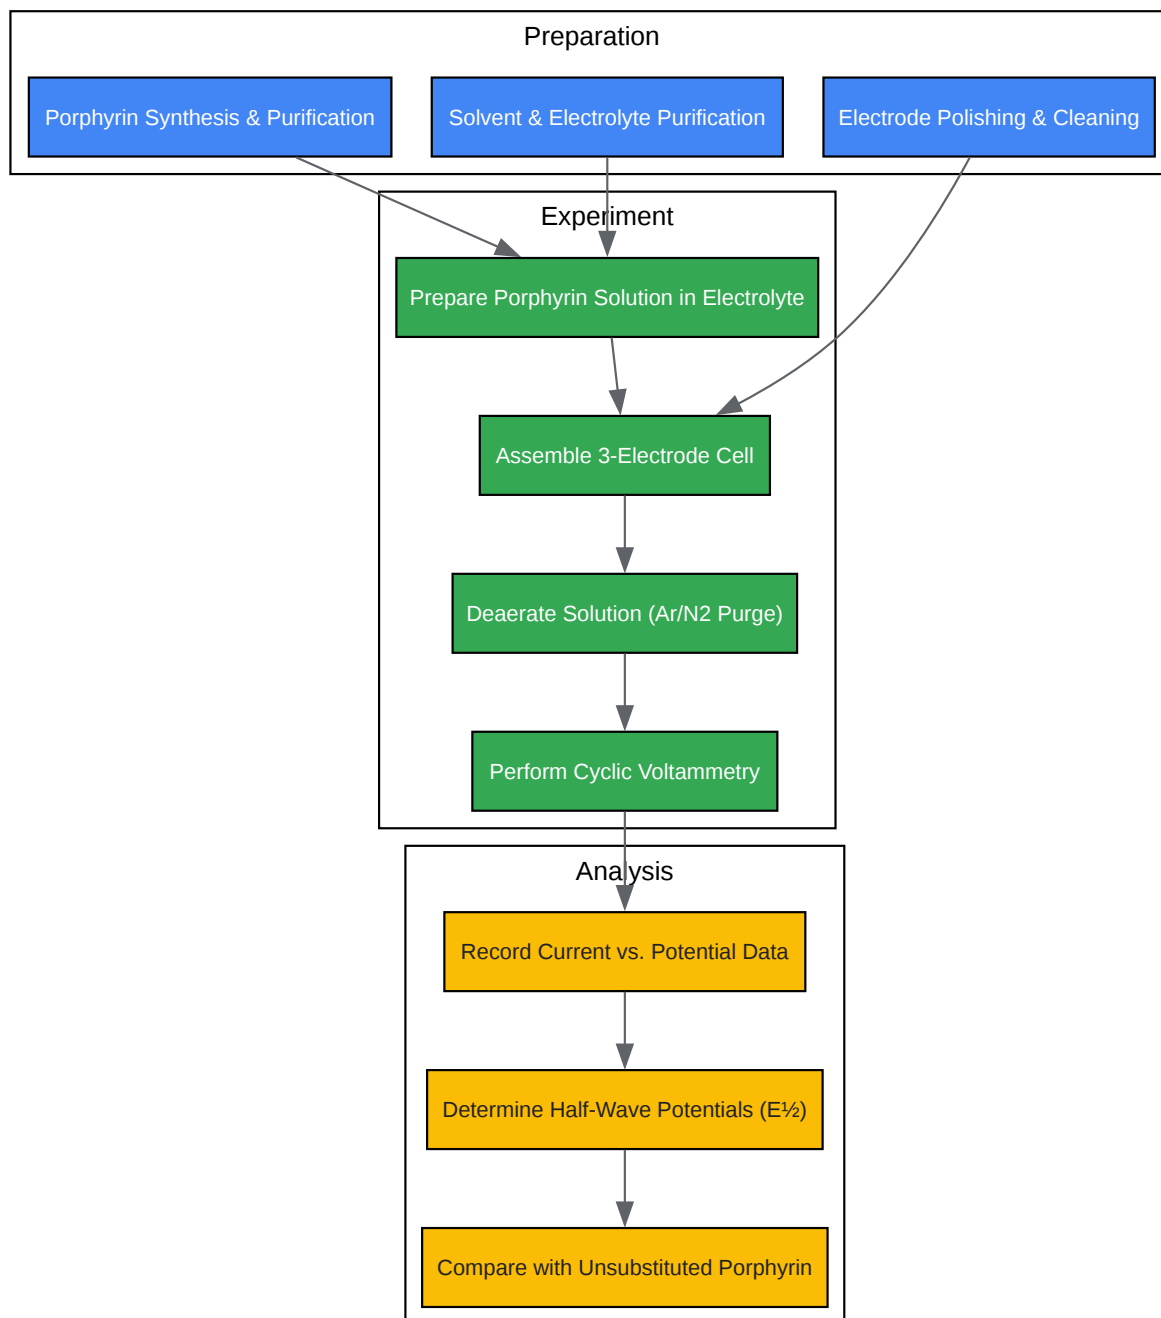 Preparation
Porphyrin Synthesis & Purification
Solvent & Electrolyte Purification
Electrode Polishing & Cleaning
Experiment
Prepare Porphyrin Solution in Electrolyte
Assemble 3-Electrode Cell
Deaerate Solution (Ar/N2 Purge)
Perform Cyclic Voltammetry
Analysis
Record Current vs. Potential Data
Determine Half-Wave Potentials (E½)
Compare with Unsubstituted Porphyrin